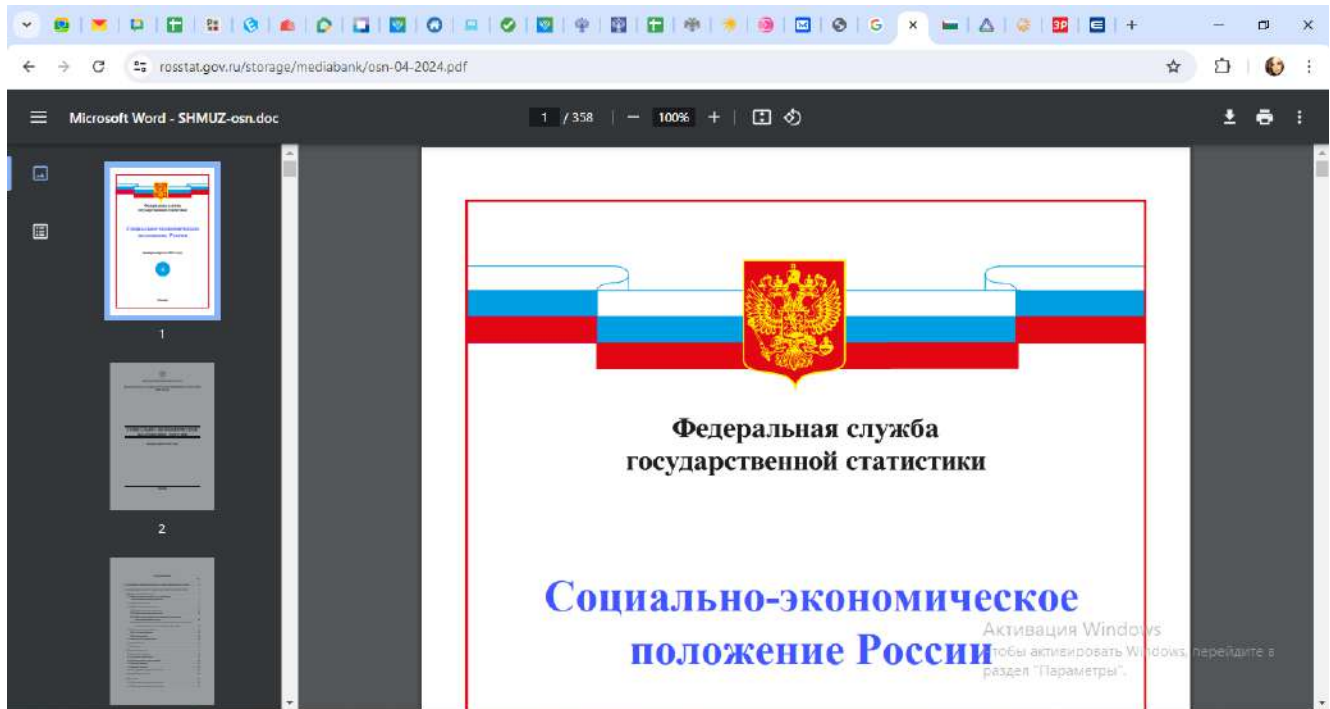 rosstat.gov.ru/storage/mediabank/osn-04-2024.pdf
Microsoft Word - SHMUZ-osn.doc
1 / 358
100%
1
2
Федеральная служба
государственной статистики
Социально-экономическое
положение России
Активация Windows
Чтобы активировать Windows, перейдите в
раздел "Параметры".